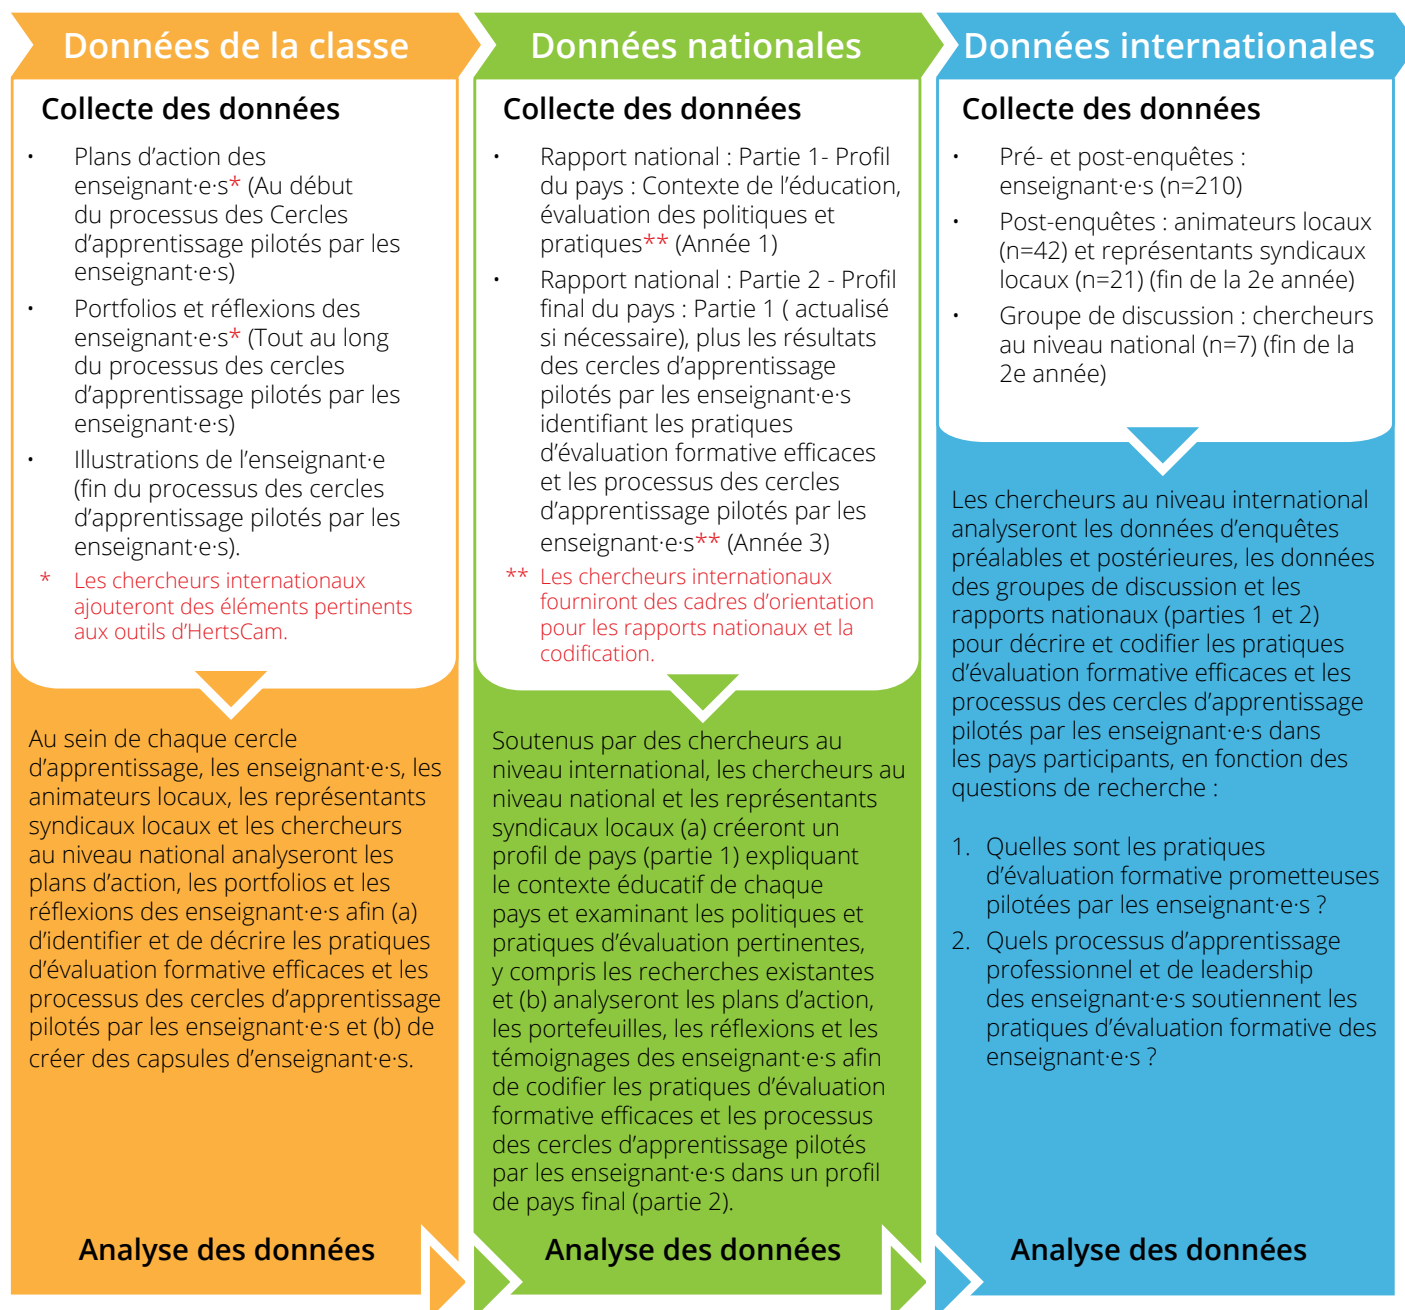 Données de la classe
Collecte des données
• Plans d’action des
enseignant·e·s* (Au début
du processus des Cercles
d’apprentissage pilotés par les
enseignant·e·s)
• Portfolios et réflexions des
enseignant·e·s* (Tout au long
du processus des cercles
d’apprentissage pilotés par les
enseignant·e·s)
• Illustrations de l’enseignant·e
(fin du processus des cercles
d’apprentissage pilotés par les
enseignant·e·s).
* Les chercheurs internationaux
ajouteront des éléments pertinents
aux outils d’HertsCam.
Au sein de chaque cercle
d’apprentissage, les enseignant·e·s, les
animateurs locaux, les représentants
syndicaux locaux et les chercheurs
au niveau national analyseront les
plans d’action, les portfolios et les
réflexions des enseignant·e·s afin (a)
d’identifier et de décrire les pratiques
d’évaluation formative efficaces et les
processus des cercles d’apprentissage
pilotés par les enseignant·e·s et (b) de
créer des capsules d’enseignant·e·s.
Analyse des données
Données nationales
Collecte des données
• Rapport national : Partie 1- Profil
du pays : Contexte de l’éducation,
évaluation des politiques et
pratiques** (Année 1)
• Rapport national : Partie 2 - Profil
final du pays : Partie 1 ( actualisé
si nécessaire), plus les résultats
des cercles d’apprentissage
pilotés par les enseignant·e·s
identifiant les pratiques
d’évaluation formative efficaces
et les processus des cercles
d’apprentissage pilotés par les
enseignant·e·s** (Année 3)
** Les chercheurs internationaux
fourniront des cadres d’orientation
pour les rapports nationaux et la
codification.
Soutenus par des chercheurs au
niveau international, les chercheurs au
niveau national et les représentants
syndicaux locaux (a) créeront un
profil de pays (partie 1) expliquant
le contexte éducatif de chaque
pays et examinant les politiques et
pratiques d’évaluation pertinentes,
y compris les recherches existantes
et (b) analyseront les plans d’action,
les portefeuilles, les réflexions et les
témoignages des enseignant·e·s afin
de codifier les pratiques d’évaluation
formative efficaces et les processus
des cercles d’apprentissage pilotés
par les enseignant·e·s dans un profil
de pays final (partie 2).
Analyse des données
Données internationales
Collecte des données
• Pré- et post-enquêtes :
enseignant·e·s (n=210)
• Post-enquêtes : animateurs locaux
(n=42) et représentants syndicaux
locaux (n=21) (fin de la 2e année)
• Groupe de discussion : chercheurs
au niveau national (n=7) (fin de la
2e année)
Les chercheurs au niveau international
analyseront les données d’enquêtes
préalables et postérieures, les données
des groupes de discussion et les
rapports nationaux (parties 1 et 2)
pour décrire et codifier les pratiques
d’évaluation formative efficaces et les
processus des cercles d’apprentissage
pilotés par les enseignant·e·s dans
les pays participants, en fonction des
questions de recherche :
1. Quelles sont les pratiques
d’évaluation formative prometteuses
pilotées par les enseignant·e·s ?
2. Quels processus d’apprentissage
professionnel et de leadership
des enseignant·e·s soutiennent les
pratiques d’évaluation formative des
enseignant·e·s ?
Analyse des données